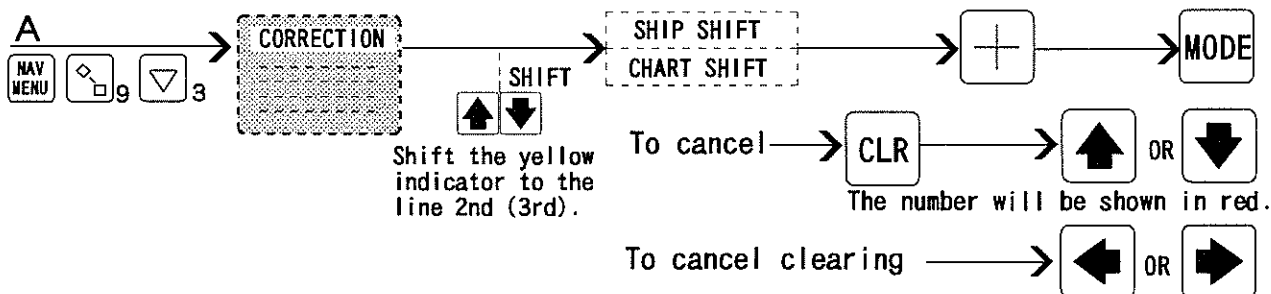 A
NAV
MENU
9
3
CORRECTION
SHIFT
Shift the yellow
indicator to the
line 2nd (3rd).
SHIP SHIFT
CHART SHIFT
MODE
To cancel
CLR
OR
The number will be shown in red.
To cancel clearing
OR